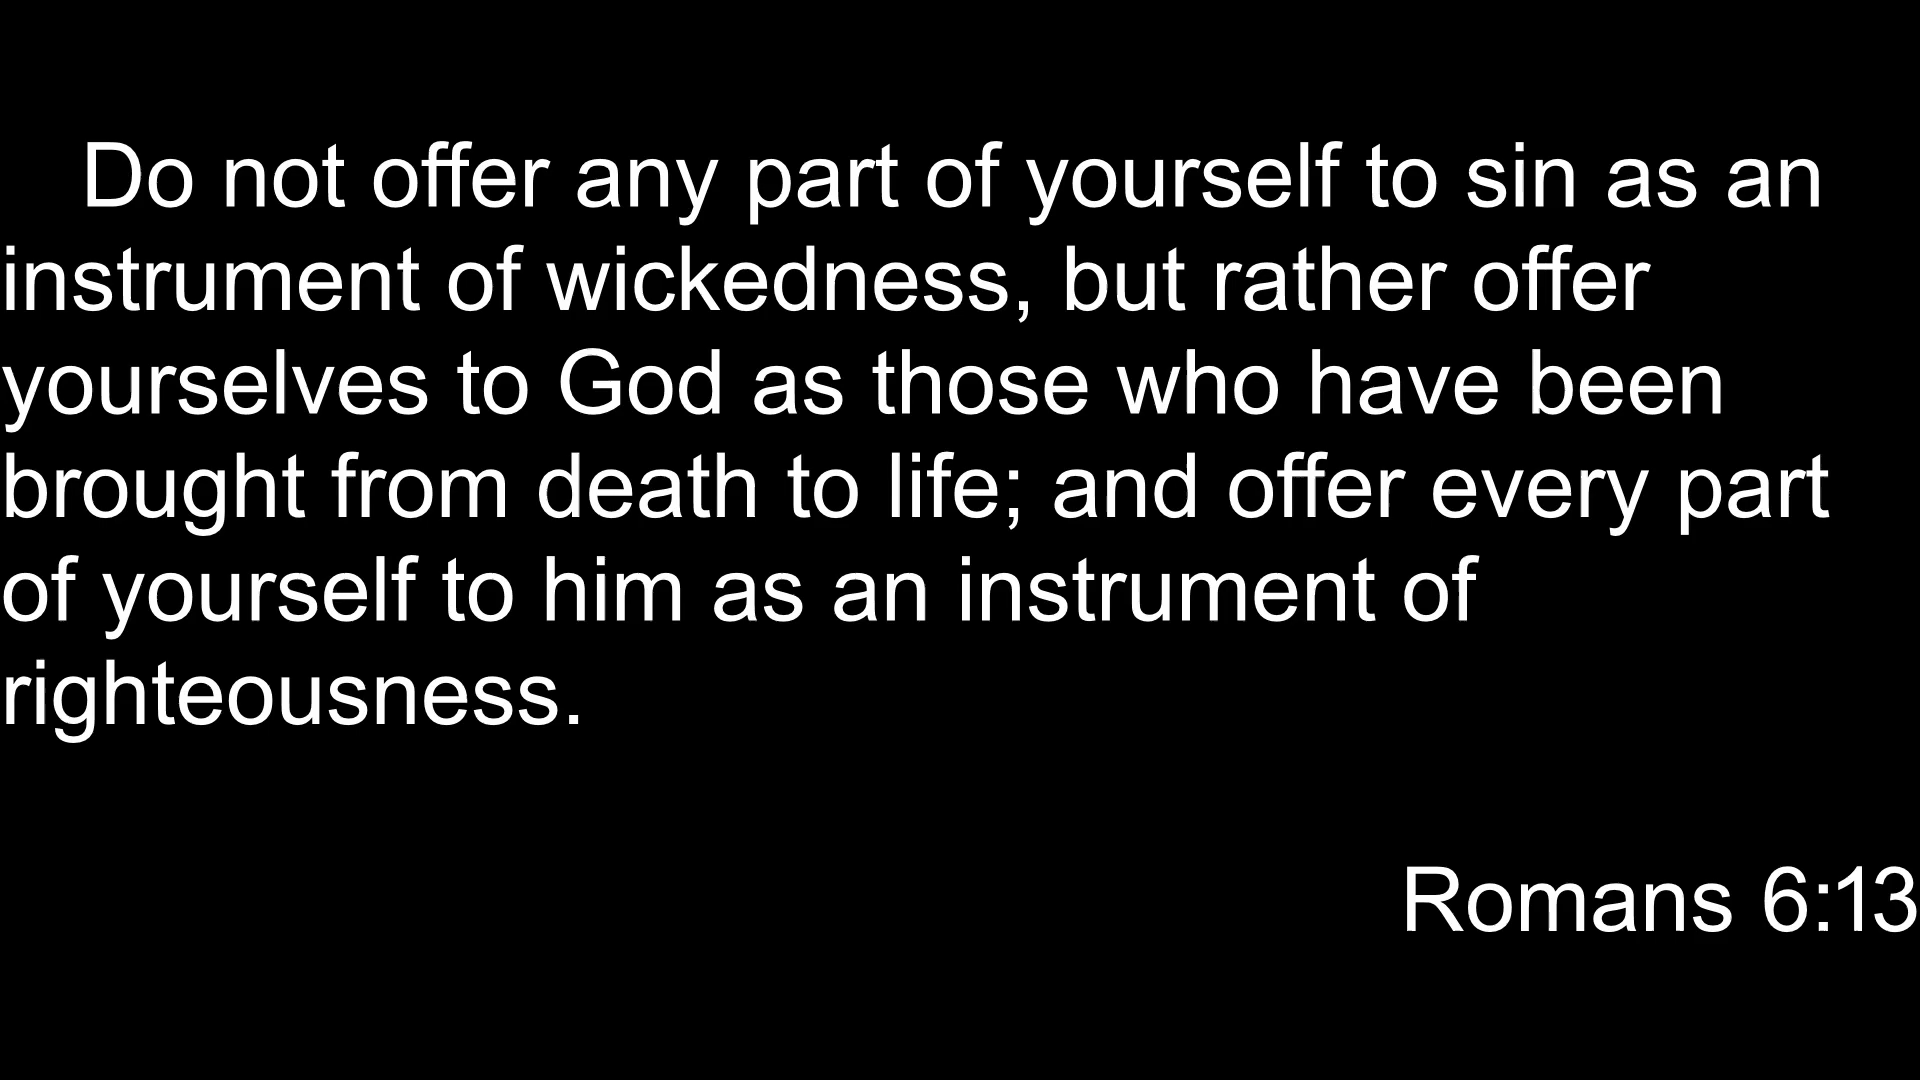 Do not offer any part of yourself to sin as an
instrument of wickedness, but rather offer
yourselves to God as those who have been
brought from death to life; and offer every part
of yourself to him as an instrument of
righteousness.
Romans 6:13